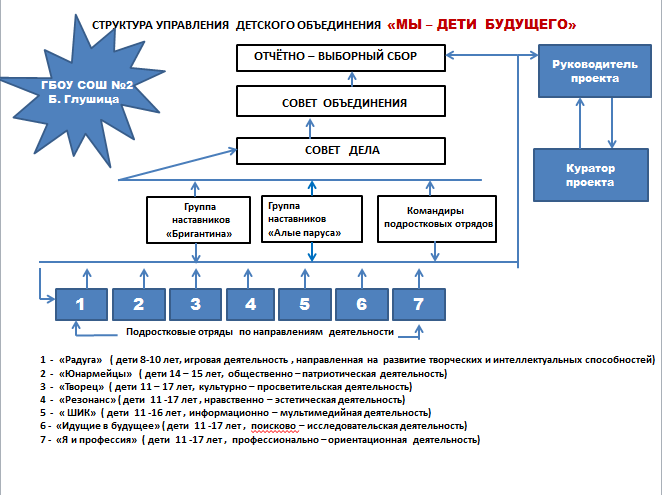 СТРУКТУРА УПРАВЛЕНИЯ ДЕТСКОГО ОБЪЕДИНЕНИЯ «МЫ – ДЕТИ БУДУЩЕГО»
ГБОУ СОШ №2
Б. Глушица
ОТЧЁТНО – ВЫБОРНЫЙ СБОР
СОВЕТ ОБЪЕДИНЕНИЯ
СОВЕТ ДЕЛА
Руководитель
проекта
Куратор
проекта
Группа
наставников
«Бригантина»
Группа
наставников
«Алые паруса»
Командиры
подростковых отрядов
1 2 3 4 5 6 7
Подростковые отряды по направлениям деятельности
1 - «Радуга» ( дети 8-10 лет, игровая деятельность , направленная на развитие творческих и интеллектуальных способностей)
2 - «Юнармейцы» ( дети 14 – 15 лет, общественно – патриотическая деятельность)
3 - «Творец» ( дети 11 – 17 лет, культурно – просветительская деятельность)
4 - «Резонанс» ( дети 11 -17 лет , нравственно – эстетическая деятельность)
5 - « ШИК» ( дети 11 -16 лет , информационно – мультимедийная деятельность)
6 - «Идущие в будущее» ( дети 11 -17 лет , поисково – исследовательская деятельность)
7 - «Я и профессия» ( дети 11 -17 лет , профессионально – ориентационная деятельность)